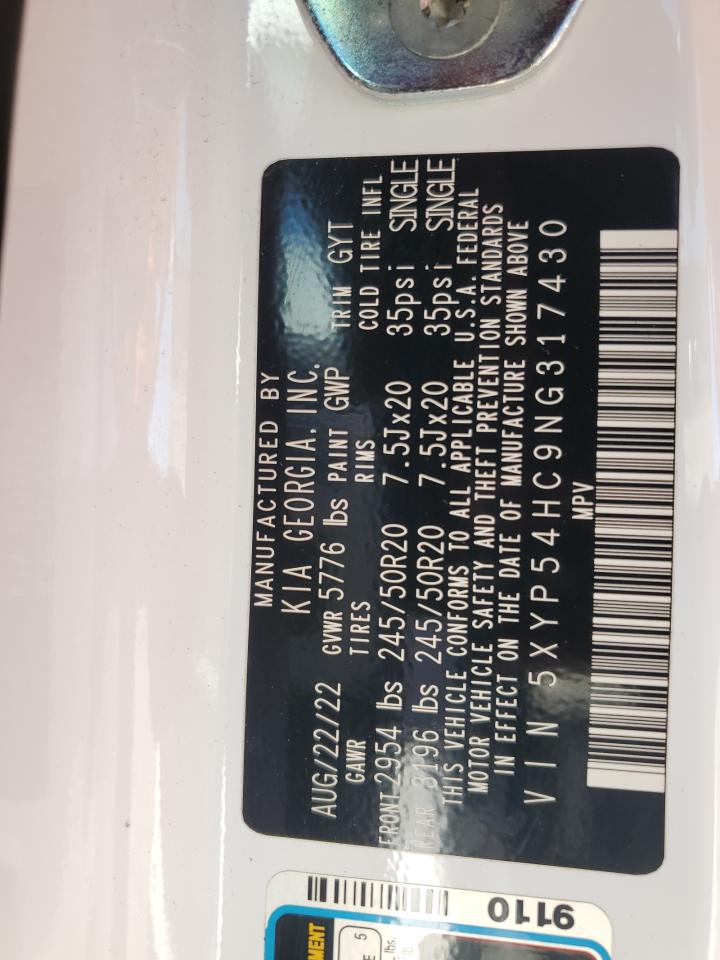 MANUFACTURED BY
KIA GEORGIA, INC.
AUG/22/22 GVWR 5776 lbs PAINT GWP TRIM GYT
GAWR TIRES RIMS COLD TIRE INFL
FRONT 2954 lbs 245/50R20 7.5Jx20 35psi SINGLE
REAR 3196 lbs 245/50R20 7.5Jx20 35psi SINGLE
THIS VEHICLE CONFORMS TO ALL APPLICABLE U.S.A. FEDERAL
MOTOR VEHICLE SAFETY AND THEFT PREVENTION STANDARDS
IN EFFECT ON THE DATE OF MANUFACTURE SHOWN ABOVE
VIN 5XYP54HC9NG317430
MPV
9110
5
lbs.